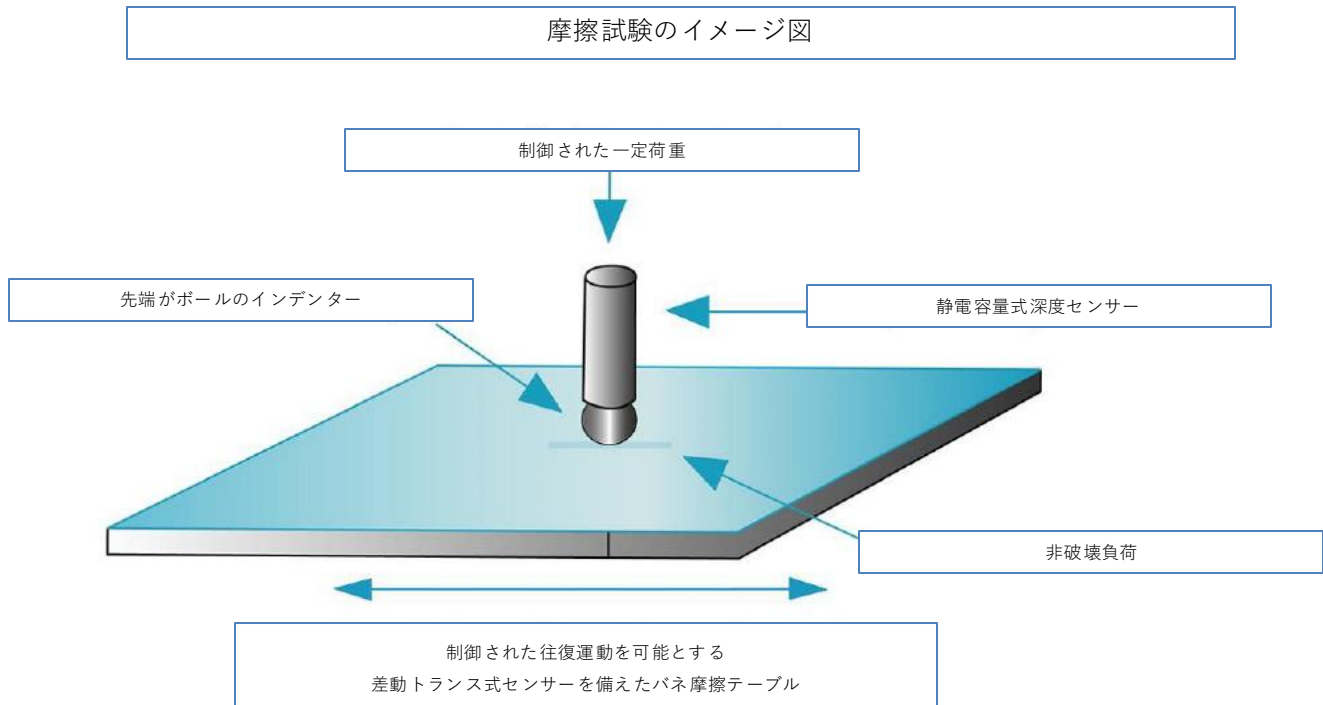 摩擦試験のイメージ図
制御された一定荷重
先端がボールのインデンター
静電容量式深度センサー
非破壊負荷
制御された往復運動を可能とする
差動トランス式センサーを備えたバネ摩擦テーブル